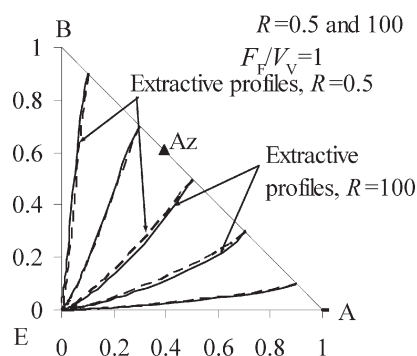 R=0.5 and 100
F_F/V_V=1
B
Extractive profiles, R=0.5
Az
Extractive
profiles, R=100
A
E
1
0.8
0.6
0.4
0.2
0
0 0.2 0.4 0.6 0.8 1